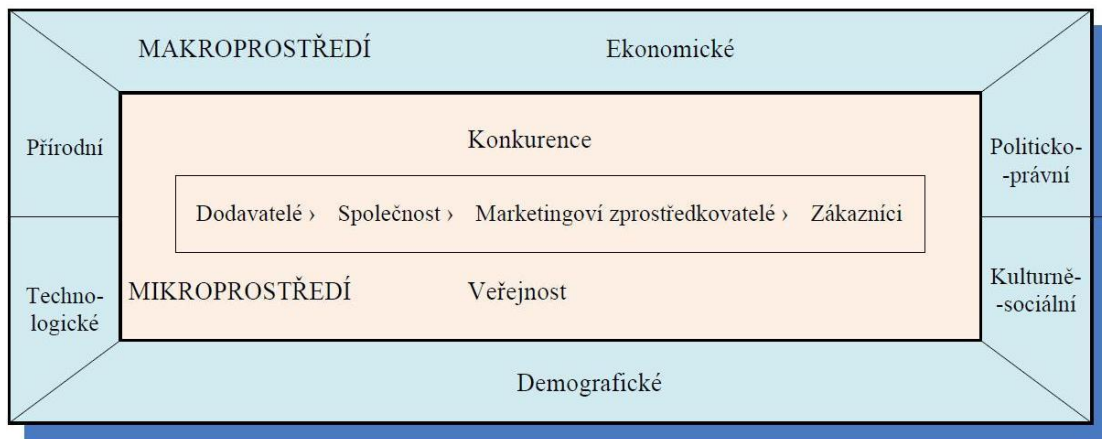 MAKROPROSTŘEDÍ Ekonomické
Přírodní
Konkurence
Politicko-
-právní
Dodavatelé › Společnost › Marketingoví zprostředkovatelé › Zákazníci
Techno-
logické
MIKROPROSTŘEDÍ Veřejnost
Kulturně-
-sociální
Demografické